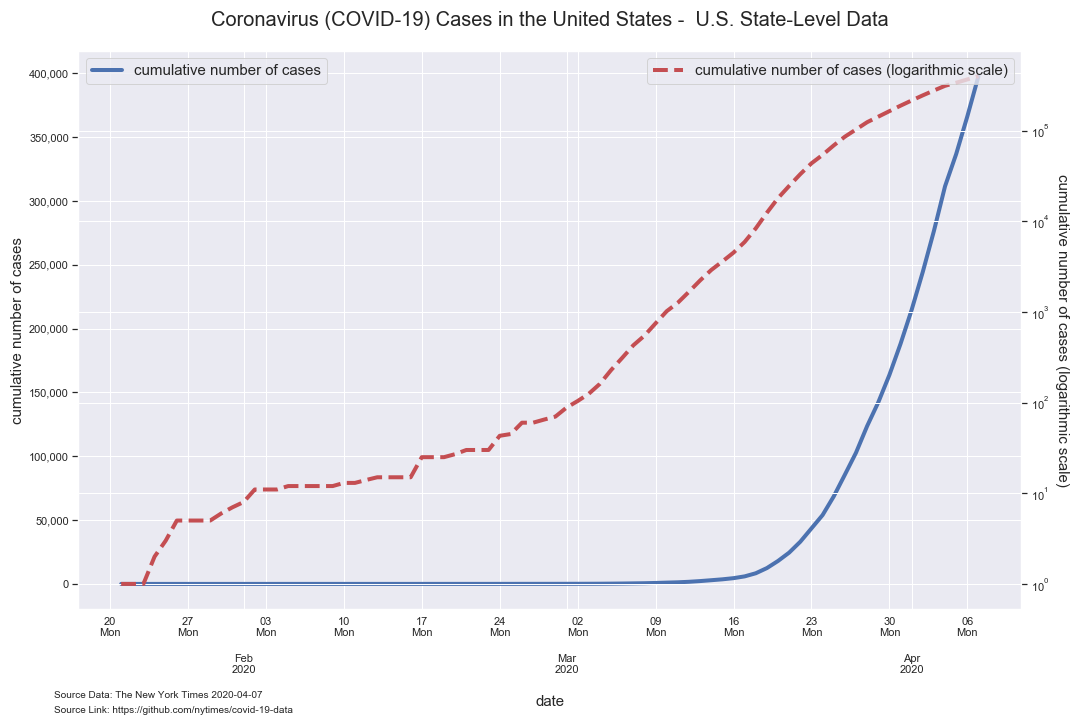 Coronavirus (COVID-19) Cases in the United States -  U.S. State-Level Data
cumulative number of cases
cumulative number of cases (logarithmic scale)
cumulative number of cases
400,000
350,000
300,000
250,000
200,000
150,000
100,000
50,000
0
cumulative number of cases (logarithmic scale)
10⁵
10⁴
10³
10²
10¹
10⁰
20 27 03 10 17 24 02 09 16 23 30 06
Mon Mon Mon Mon Mon Mon Mon Mon Mon Mon Mon Mon
Feb Mar Apr
2020 2020 2020
date
Source Data: The New York Times 2020-04-07
Source Link: https://github.com/nytimes/covid-19-data